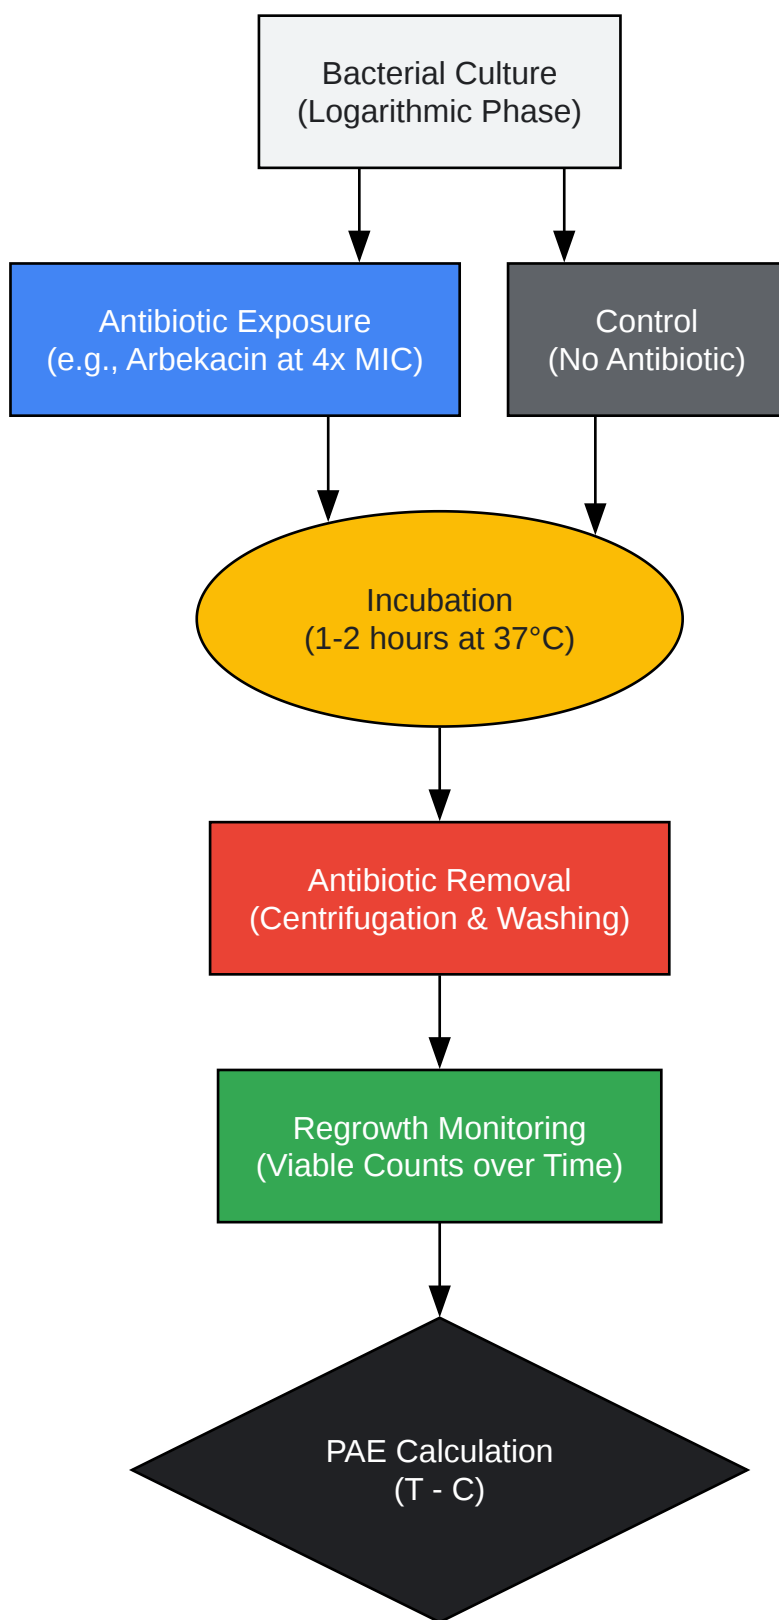 Bacterial Culture
(Logarithmic Phase)
Antibiotic Exposure
(e.g., Arbekacin at 4x MIC)
Control
(No Antibiotic)
Incubation
(1-2 hours at 37°C)
Antibiotic Removal
(Centrifugation & Washing)
Regrowth Monitoring
(Viable Counts over Time)
PAE Calculation
(T - C)